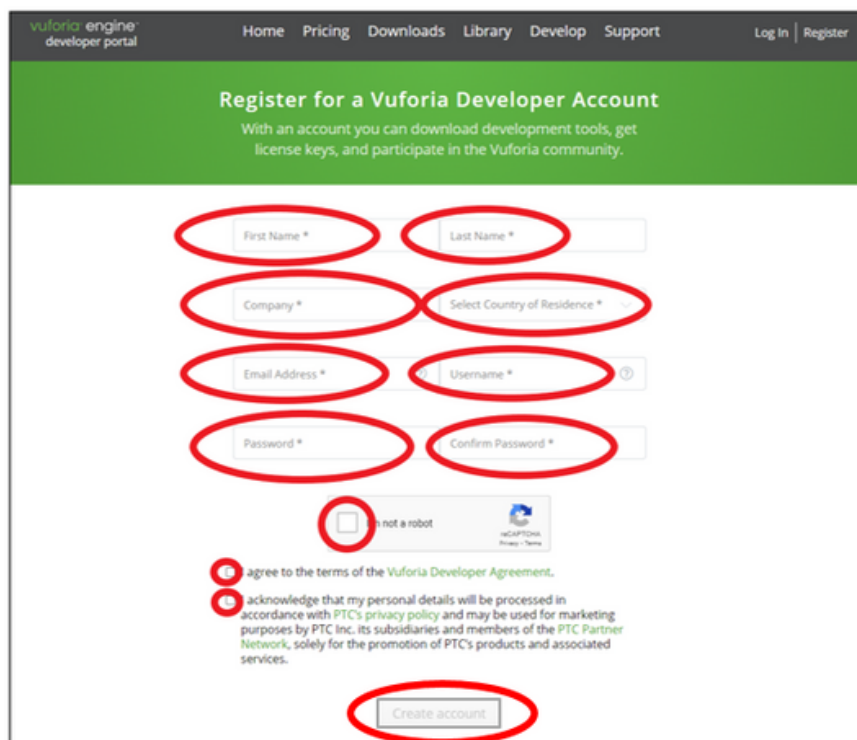 vuforia engine
developer portal
Home Pricing Downloads Library Develop Support
Log In | Register
Register for a Vuforia Developer Account
With an account you can download development tools, get
license keys, and participate in the Vuforia community.
First Name *
Last Name *
Company *
Select Country of Residence *
Email Address *
Username *
Password *
Confirm Password *
not a robot
reCAPTCHA
Privacy - Terms
agree to the terms of the Vuforia Developer Agreement.
acknowledge that my personal details will be processed in
accordance with PTC's privacy policy and may be used for marketing
purposes by PTC Inc. its subsidiaries and members of the PTC Partner
Network, solely for the promotion of PTC's products and associated
services.
Create account